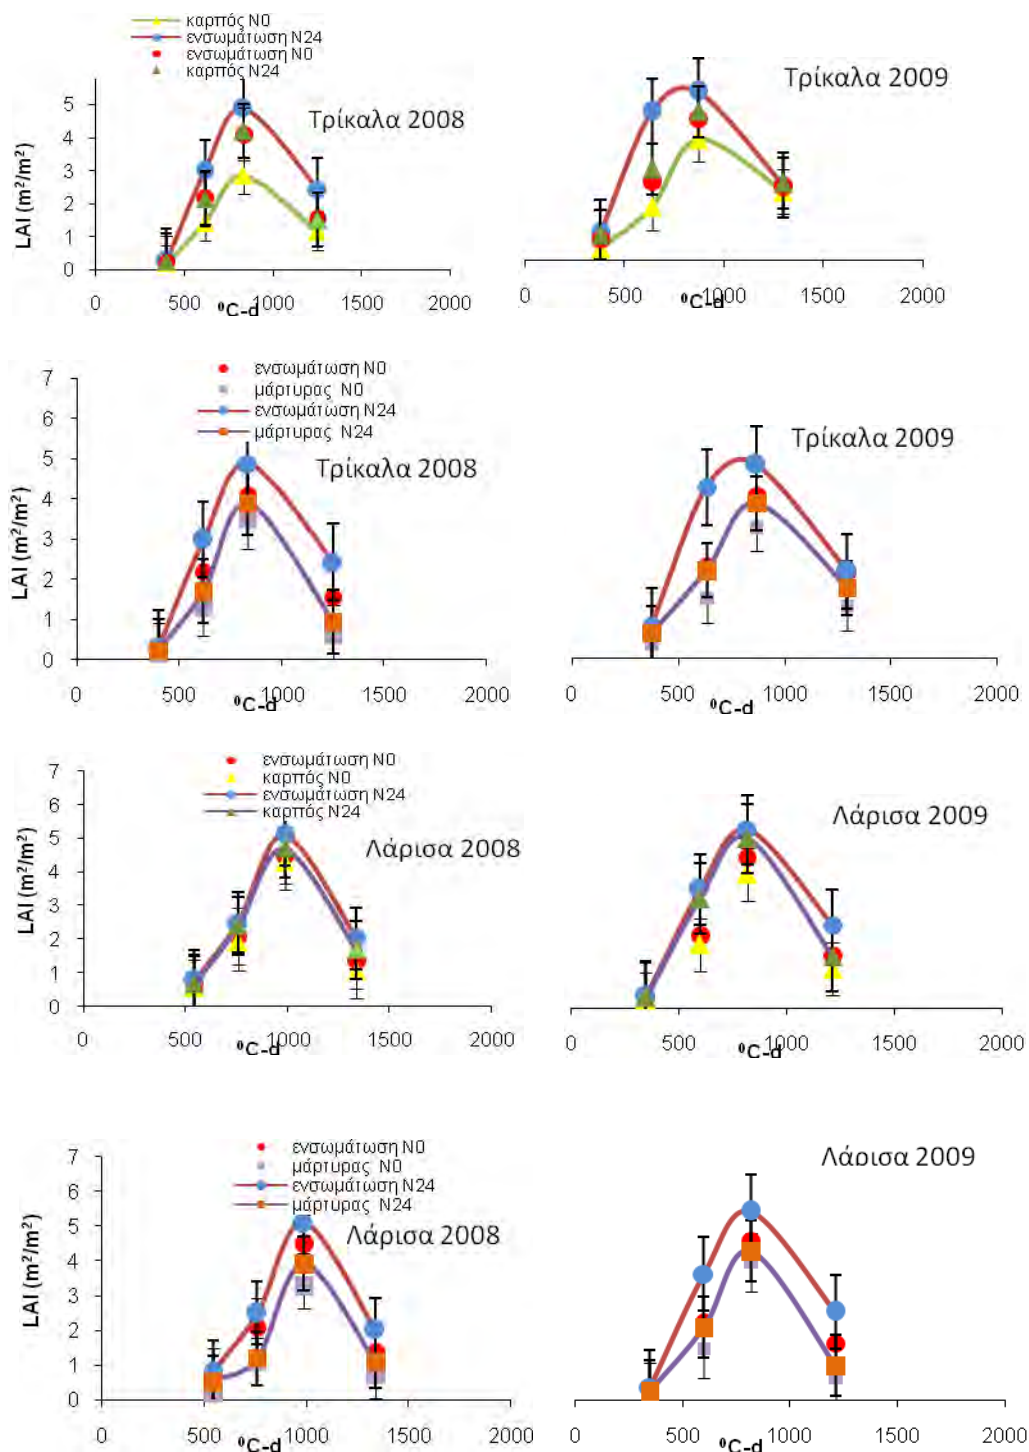 καρπός N0
ενσωμάτωση N24
ενσωμάτωση N0
καρπός N24
Τρίκαλα 2008
LAI (m²/m²)
5
4
3
2
1
0
0 500 1000 1500 2000
⁰C-d
Τρίκαλα 2009
0 500 1000 1500 2000
⁰C-d
ενσωμάτωση N0
μάρτυρας N0
ενσωμάτωση N24
μάρτυρας N24
Τρίκαλα 2008
LAI (m²/m²)
7
6
5
4
3
2
1
0
0 500 1000 1500 2000
⁰C-d
Τρίκαλα 2009
0 500 1000 1500 2000
⁰C-d
ενσωμάτωση N0
καρπός N0
ενσωμάτωση N24
καρπός N24
Λάρισα 2008
LAI (m²/m²)
7
6
5
4
3
2
1
0
0 500 1000 1500 2000
⁰C-d
Λάρισα 2009
0 500 1000 1500 2000
⁰C-d
ενσωμάτωση N0
μάρτυρας N0
ενσωμάτωση N24
μάρτυρας N24
Λάρισα 2008
LAI (m²/m²)
7
6
5
4
3
2
1
0
0 500 1000 1500 2000
⁰C-d
Λάρισα 2009
0 500 1000 1500 2000
⁰C-d